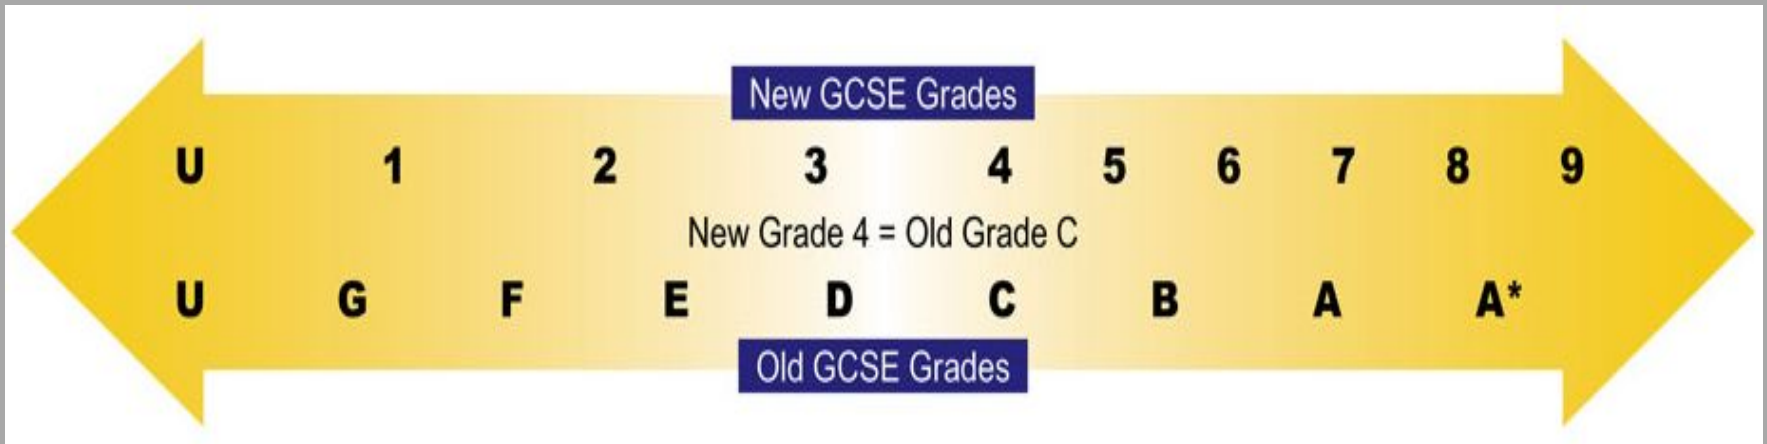 New GCSE Grades
U 1 2 3 4 5 6 7 8 9
New Grade 4 = Old Grade C
U G F E D C B A A*
Old GCSE Grades